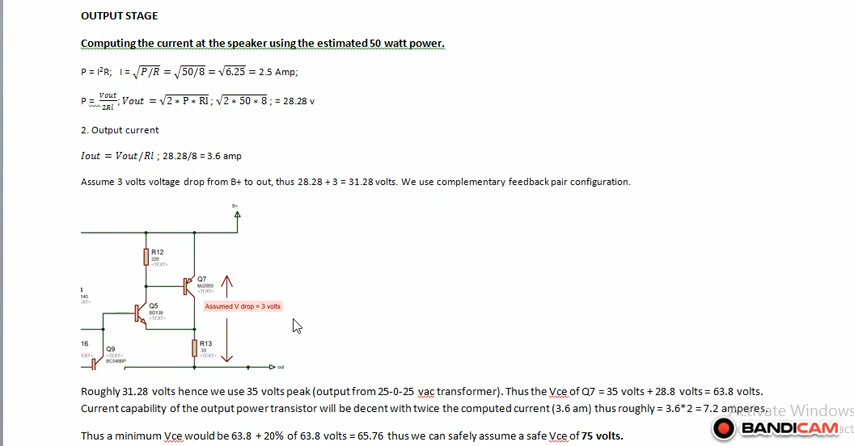 OUTPUT STAGE
Computing the current at the speaker using the estimated 50 watt power.
P = I²R; I = √P/R = √50/8 = √6.25 = 2.5 Amp;
P = Vout/2Rl; Vout = √2 * P * Rl; √2 * 50 * 8; = 28.28 v
2. Output current
Iout = Vout/Rl ; 28.28/8 = 3.6 amp
Assume 3 volts voltage drop from B+ to out, thus 28.28 + 3 = 31.28 volts. We use complementary feedback pair configuration.
B+
R12
220
<TEXT>
Q7
MJ2955
<TEXT>
Assumed V drop = 3 volts
Q5
BD139
<TEXT>
R13
.33
<TEXT>
16
Q9
<TEXT>
BC546BP
out
Roughly 31.28 volts hence we use 35 volts peak (output from 25-0-25 vac transformer). Thus the Vce of Q7 = 35 volts + 28.8 volts = 63.8 volts.
Current capability of the output power transistor will be decent with twice the computed current (3.6 am) thus roughly = 3.6*2 = 7.2 amperes.
Thus a minimum Vce would be 63.8 + 20% of 63.8 volts = 65.76 thus we can safely assume a safe Vce of 75 volts.
Activate Windows
BANDICAM